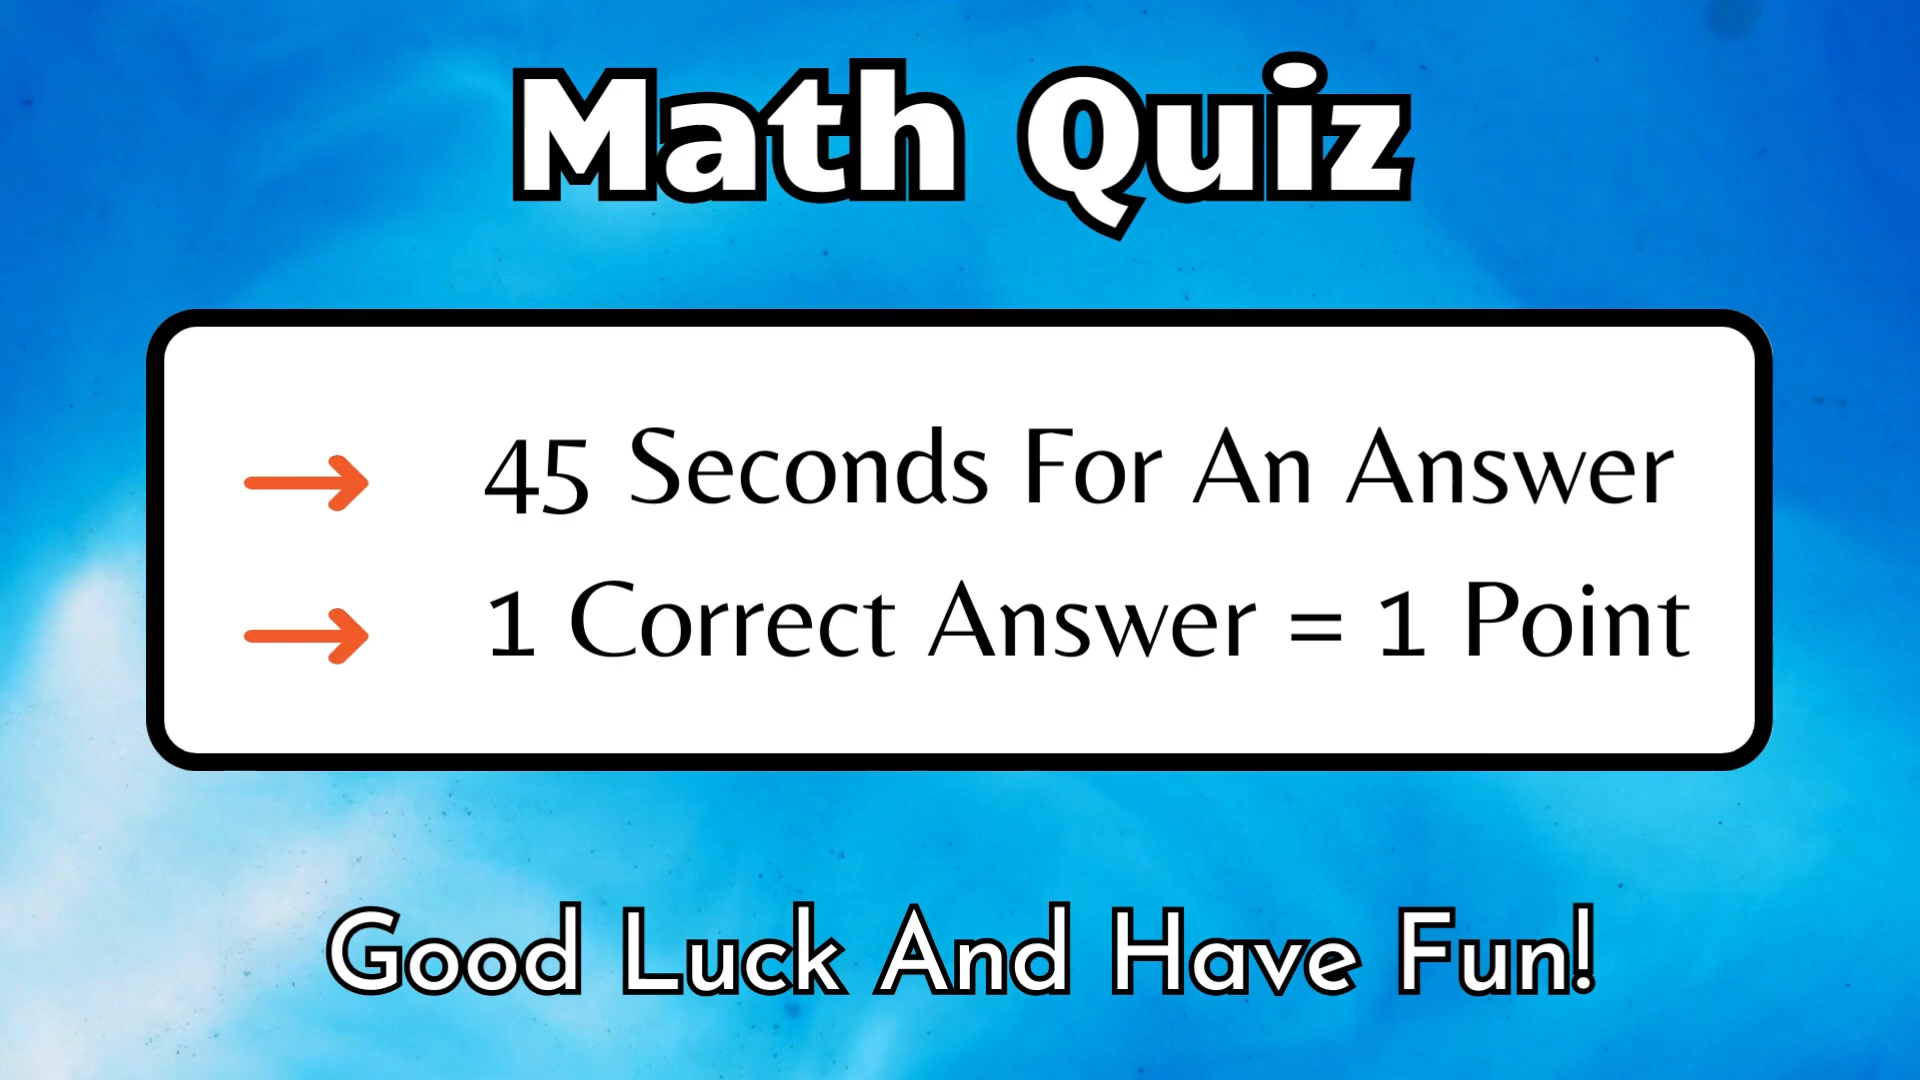 Math Quiz
→ 45 Seconds For An Answer
→ 1 Correct Answer = 1 Point
Good Luck And Have Fun!